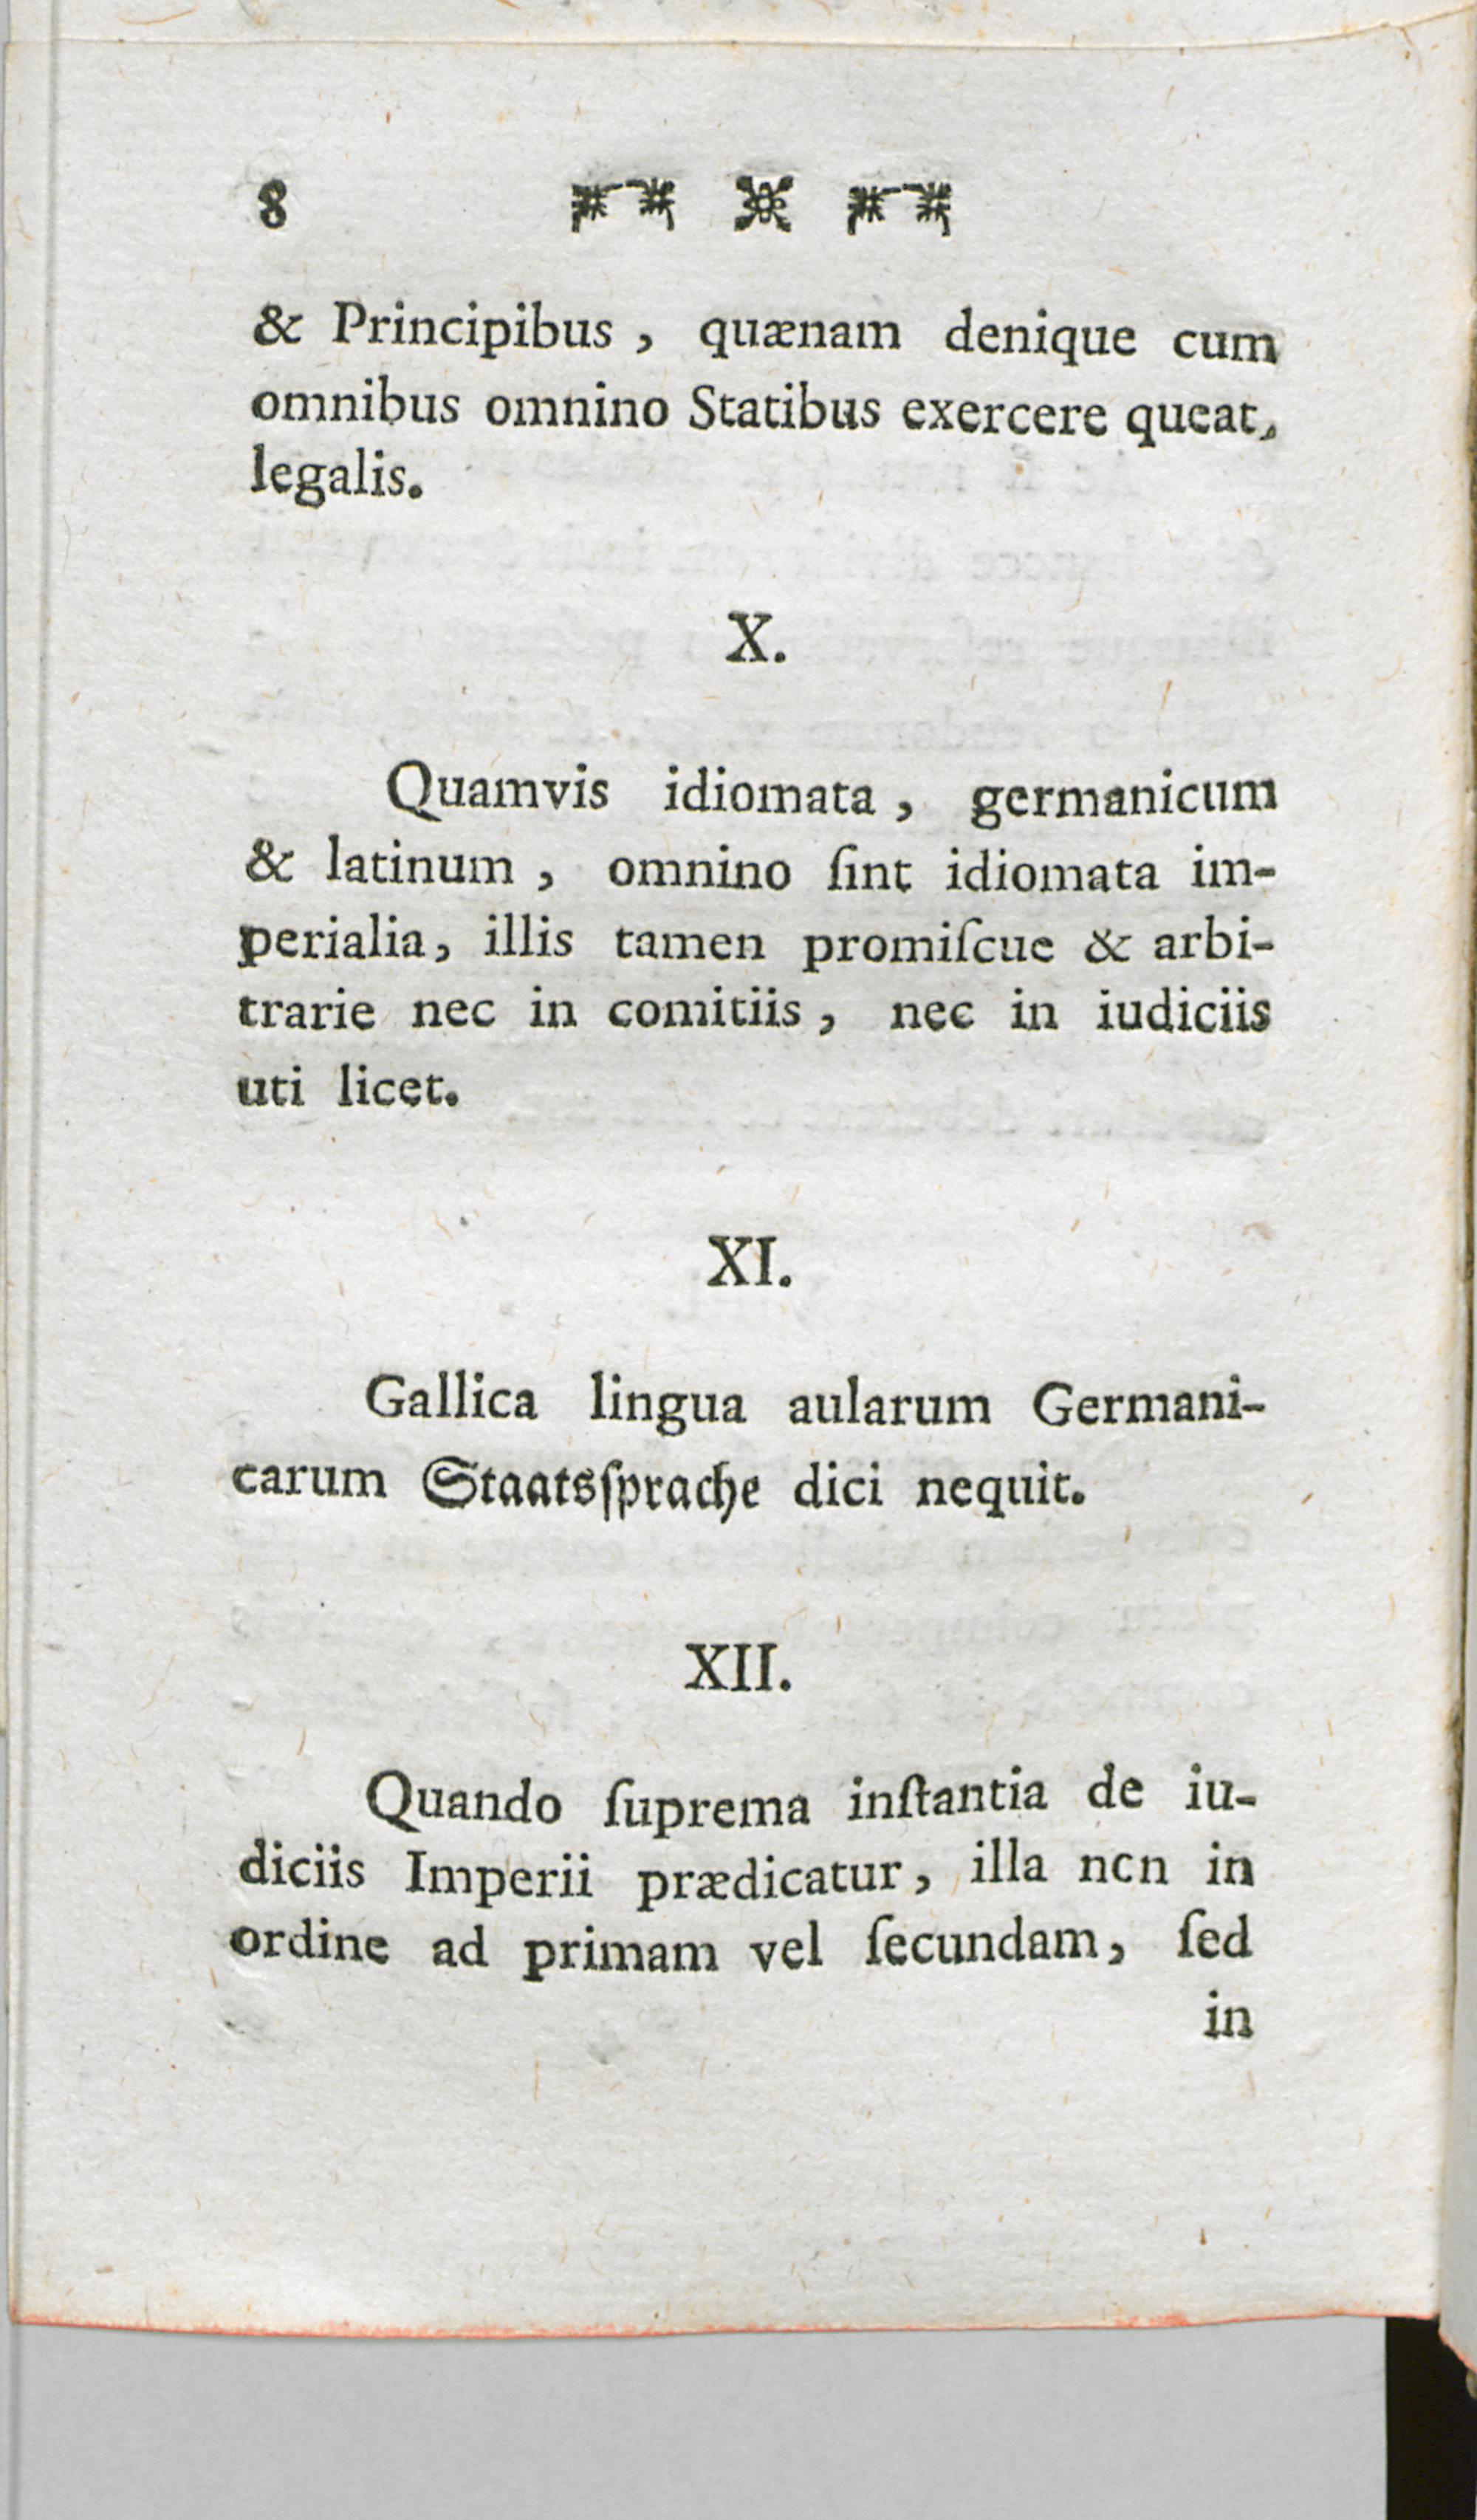 8
& Principibus, quænam denique cum
omnibus omnino Statibus exercere queat,
legalis.
X.
Quamvis idiomata, germanicum
& latinum, omnino ſint idiomata im-
perialia, illis tamen promiſcue & arbi-
trarie nec in comitiis, nec in iudiciis
uti licet.
XI.
Gallica lingua aularum Germani-
carum Staatsſprache dici nequit.
XII.
Quando ſuprema inſtantia de iu-
diciis Imperii prædicatur, illa non in
ordine ad primam vel ſecundam, ſed
in